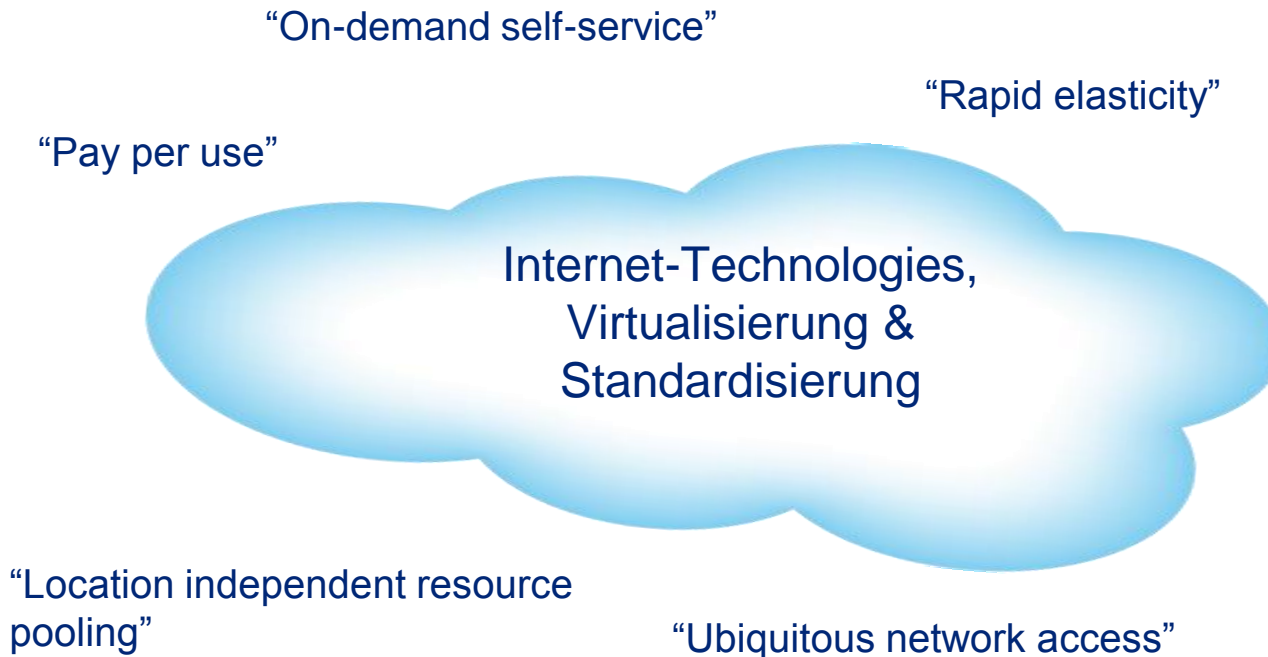 “On-demand self-service”
“Rapid elasticity”
“Pay per use”
Internet-Technologies,
Virtualisierung &
Standardisierung
“Location independent resource
pooling”
“Ubiquitous network access”